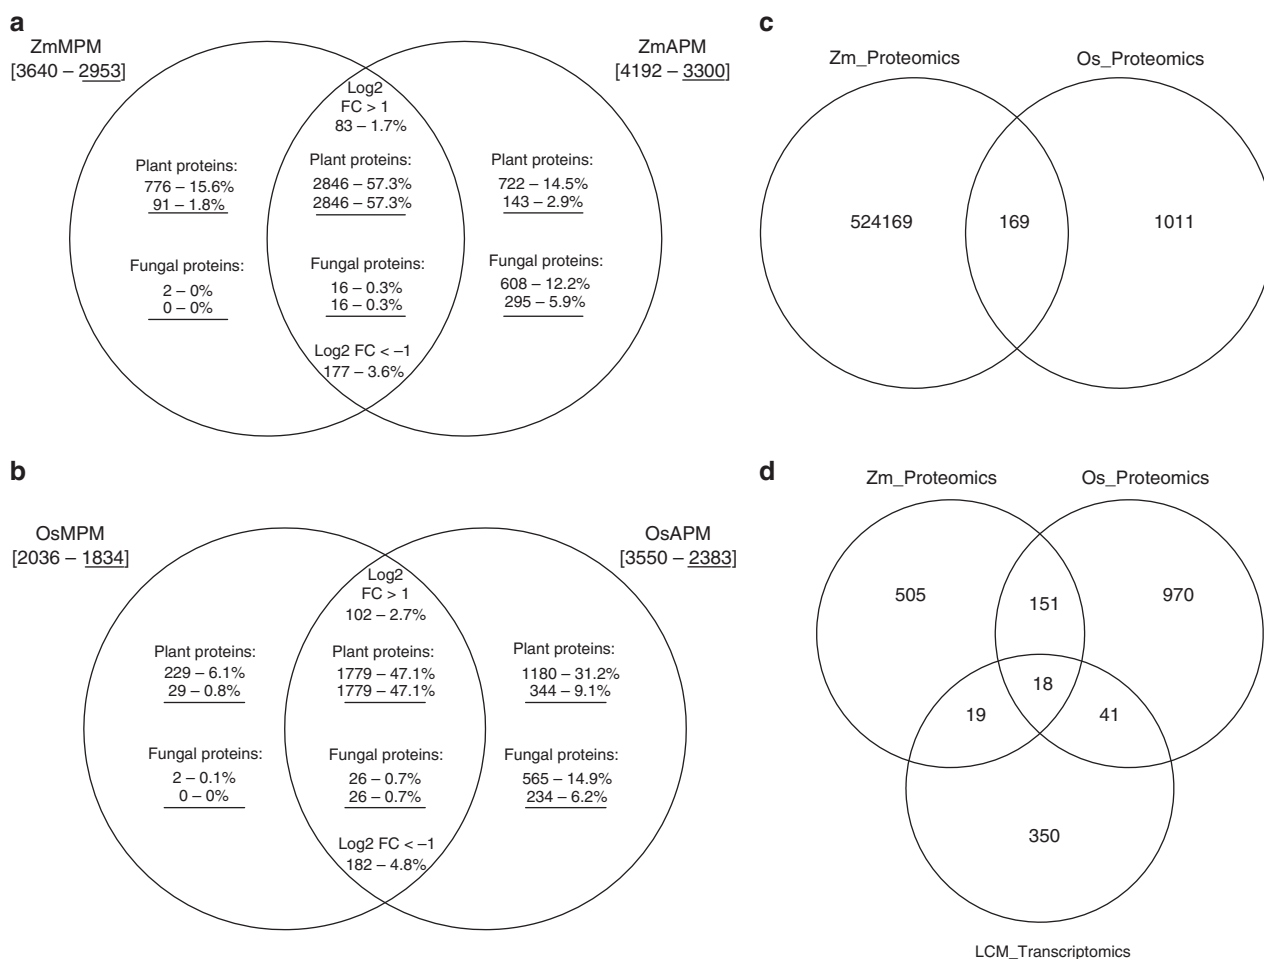 a
ZmMPM
[3640 – 2953]
ZmAPM
[4192 – 3300]
Log2
FC > 1
83 – 1.7%
Plant proteins:
776 – 15.6%
91 – 1.8%
Plant proteins:
2846 – 57.3%
2846 – 57.3%
Plant proteins:
722 – 14.5%
143 – 2.9%
Fungal proteins:
2 – 0%
0 – 0%
Fungal proteins:
16 – 0.3%
16 – 0.3%
Fungal proteins:
608 – 12.2%
295 – 5.9%
Log2 FC < –1
177 – 3.6%
b
OsMPM
[2036 – 1834]
OsAPM
[3550 – 2383]
Log2
FC > 1
102 – 2.7%
Plant proteins:
229 – 6.1%
29 – 0.8%
Plant proteins:
1779 – 47.1%
1779 – 47.1%
Plant proteins:
1180 – 31.2%
344 – 9.1%
Fungal proteins:
2 – 0.1%
0 – 0%
Fungal proteins:
26 – 0.7%
26 – 0.7%
Fungal proteins:
565 – 14.9%
234 – 6.2%
Log2 FC < –1
182 – 4.8%
c
Zm_Proteomics
Os_Proteomics
524169
169
1011
d
Zm_Proteomics
Os_Proteomics
505
151
970
18
19
41
350
LCM_Transcriptomics